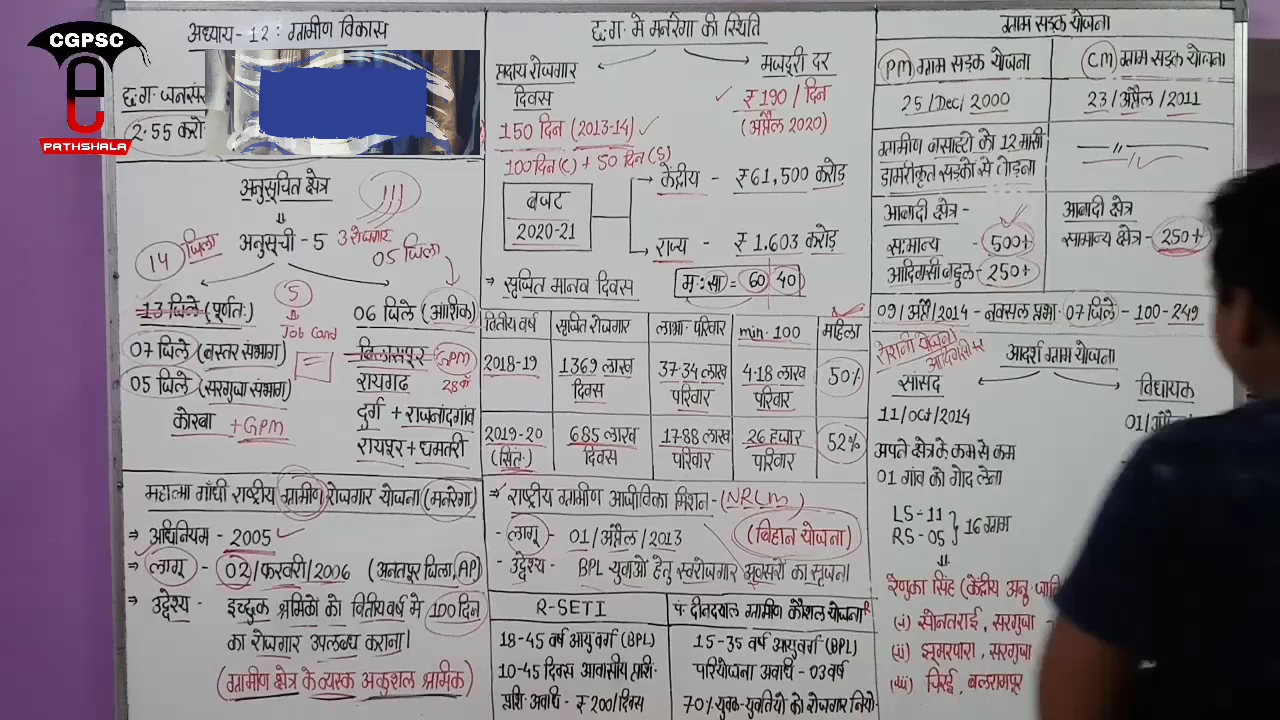 CGPSC
PATHSHALA
अध्याय - 12 : ग्रामीण विकास
छ.ग. जनसं
2.55 करो
अनुसूचित क्षेत्र
अनुसूची - 5
14 जिला
05 जिला
13 जिले (पूर्णतः)
5
Job Card
06 जिले (आंशिक)
07 जिले (बस्तर संभाग)
05 जिले (सरगुजा संभाग)
कोरबा + GPM
बिलासपुर GPM
रायगढ
दुर्ग + राजनांदगांव
रायपुर + धमतरी
महात्मा गाँधी राष्ट्रीय ग्रामीण रोजगार योजना (मनरेगा)
⇒ अधिनियम - 2005
⇒ लागू - 02/फरवरी/2006 (अनतपुर जिला, AP)
⇒ उद्देश्य - इच्छुक श्रमिको को वित्तीय वर्ष मे 100 दिन
का रोजगार उपलब्ध कराना।
(ग्रामीण क्षेत्र के व्यस्क अकुशल श्रमिक)
छ.ग. मे मनरेगा की स्थिति
प्रदाय रोजगार दिवस
150 दिन (2013-14)
100 दिन (C) + 50 दिन (S)
मजदूरी दर
₹190 / दिन
(अप्रैल 2020)
बजट
2020-21
केंद्रीय - ₹61,500 करोड़
राज्य - ₹1.603 करोड़
⇒ सृजित मानव दिवस
म : सा = 60 40
वित्तीय वर्ष सृजित रोजगार लाभा - परिवार min. 100 महिला
2018-19 1369 लाख दिवस 37.34 लाख परिवार 4.18 लाख परिवार 50%
2019-20 (सितं.) 685 लाख दिवस 17.88 लाख परिवार 26 हजार परिवार 52%
राष्ट्रीय ग्रामीण आजीविका मिशन - (NRLM)
- लागू - 01/अप्रैल/2013 (बिहान योजना)
- उद्देश्य - BPL युवाओ हेतु स्वरोजगार अवसरों का सृजना
R-SETI
18-45 वर्ष आयु वर्ग (BPL)
10-45 दिवस आवासीय प्रशि.
प्रशि. अवधि - ₹200/दिवस
पं दीनदयाल ग्रामीण कौशल योजना
15-35 वर्ष आयुवर्ग (BPL)
परियोजना अवधि - 03 वर्ष
70% युवक-युवतियो को रोजगार नियो
ग्राम सड़क योजना
PM ग्राम सड़क योजना
CM ग्राम सड़क योजना
25/Dec/2000
23/अप्रैल/2011
ग्रामीण बसाहटो को 12 मासी
डामरीकृत सड़को से जोड़ना
— 〃 —
आबादी क्षेत्र -
सामान्य - 500+
आदिवासी बहुल - 250+
आबादी क्षेत्र
सामान्य क्षेत्र - 250+
09/अप्रै/2014 - नक्सल प्रभा. 07 जिले - 100-249
आदर्श ग्राम योजना
सांसद
विधायक
11/oct/2014
01/अप्रै
अपने क्षेत्र के कम से कम
01 गांव को गोद लेना
LS - 11
RS - 05
16 ग्राम
रेणुका सिंह (केंद्रीय अनु. जा
(i) सोनतराई, सरगुजा -
(ii) झूमरपारा, सरगुजा
(iii) चिरई, बलरामपुर